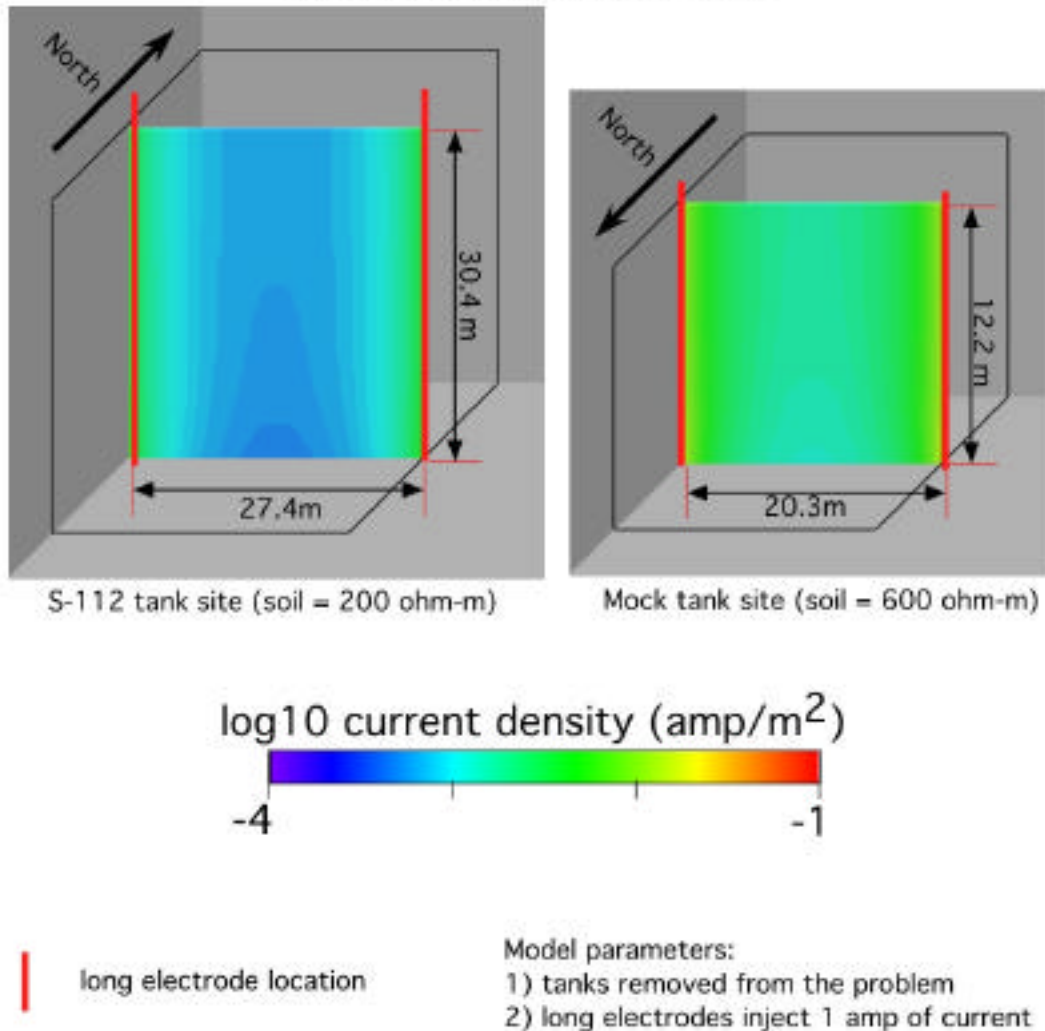 North
30.4 m
27.4m
S-112 tank site (soil = 200 ohm-m)
North
12.2 m
20.3m
Mock tank site (soil = 600 ohm-m)
log10 current density (amp/m2)
-4
-1
long electrode location
Model parameters:
1) tanks removed from the problem
2) long electrodes inject 1 amp of current